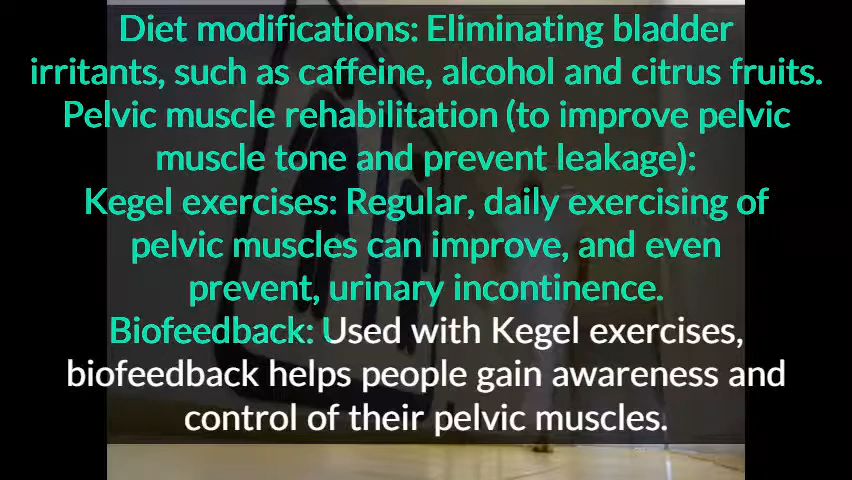 Diet modifications: Eliminating bladder
irritants, such as caffeine, alcohol and citrus fruits.
Pelvic muscle rehabilitation (to improve pelvic
muscle tone and prevent leakage):
Kegel exercises: Regular, daily exercising of
pelvic muscles can improve, and even
prevent, urinary incontinence.
Biofeedback: Used with Kegel exercises,
biofeedback helps people gain awareness and
control of their pelvic muscles.